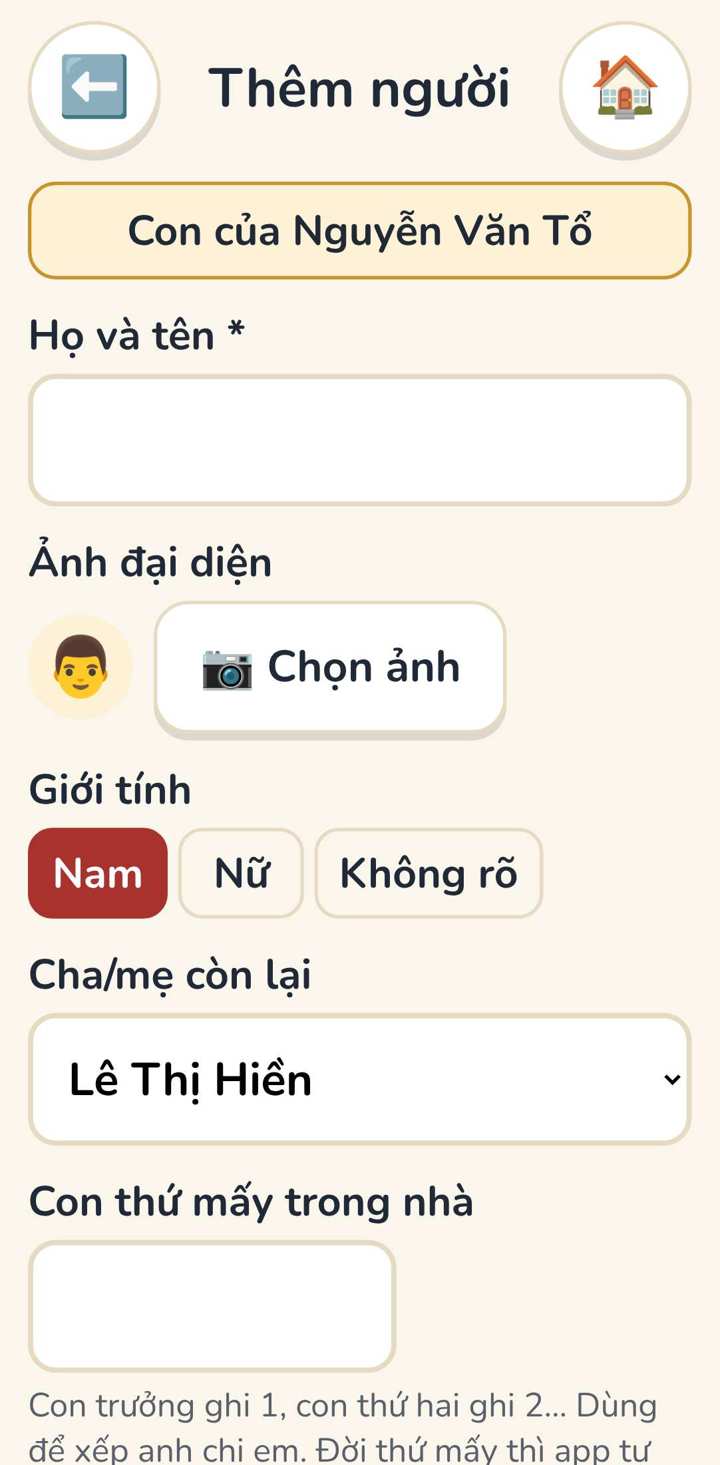 Thêm người
Con của Nguyễn Văn Tổ
Họ và tên *
Ảnh đại diện
Chọn ảnh
Giới tính
Nam Nữ Không rõ
Cha/mẹ còn lại
Lê Thị Hiền
Con thứ mấy trong nhà
Con trưởng ghi 1, con thứ hai ghi 2... Dùng
để xếp anh chị em. Đời thứ mấy thì app tự